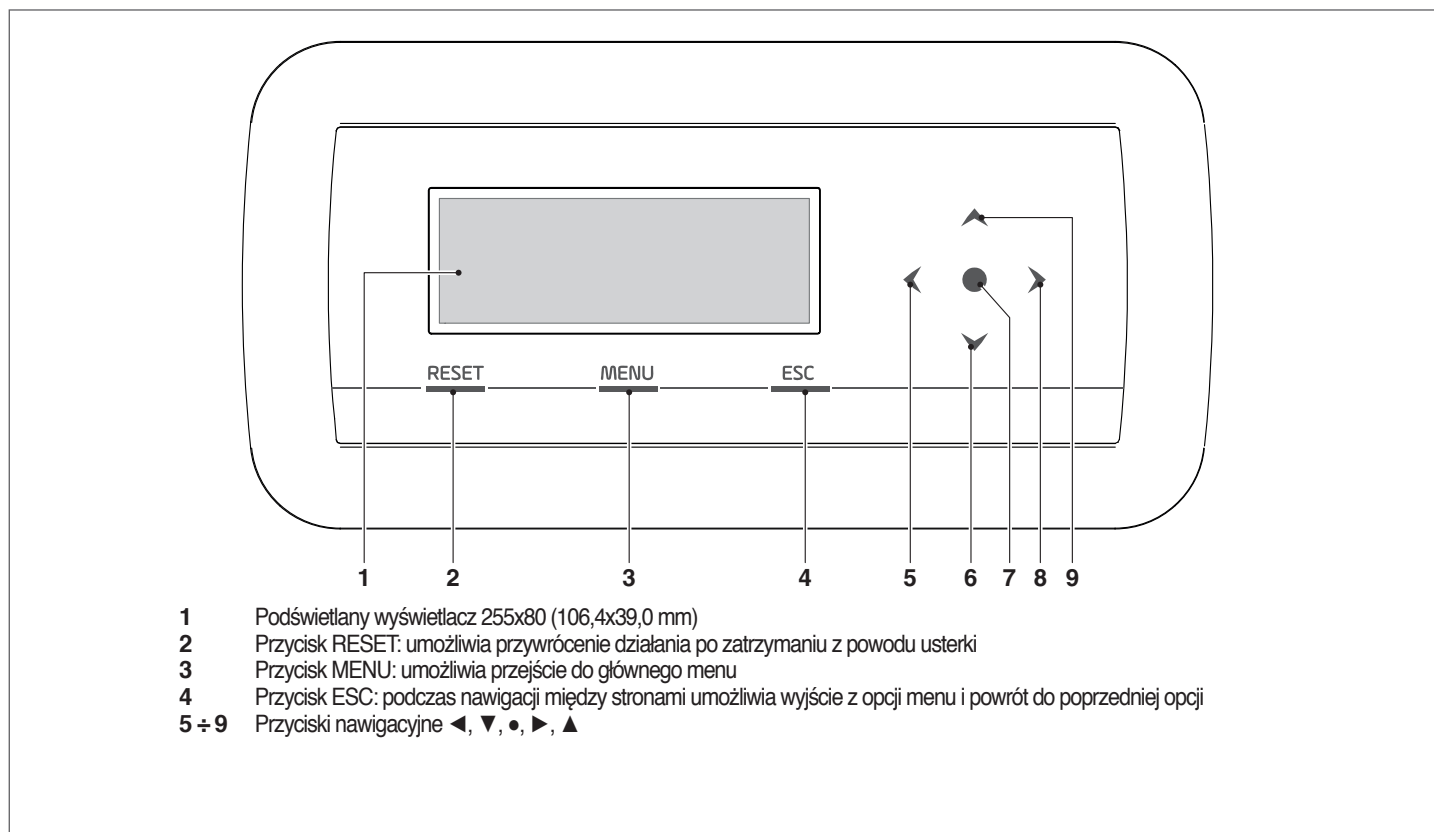 RESET MENU ESC
1 2 3 4 5 6 7 8 9
1 Podświetlany wyświetlacz 255x80 (106,4x39,0 mm)
2 Przycisk RESET: umożliwia przywrócenie działania po zatrzymaniu z powodu usterki
3 Przycisk MENU: umożliwia przejście do głównego menu
4 Przycisk ESC: podczas nawigacji między stronami umożliwia wyjście z opcji menu i powrót do poprzedniej opcji
5 ÷ 9 Przyciski nawigacyjne ◄, ▼, ●, ►, ▲